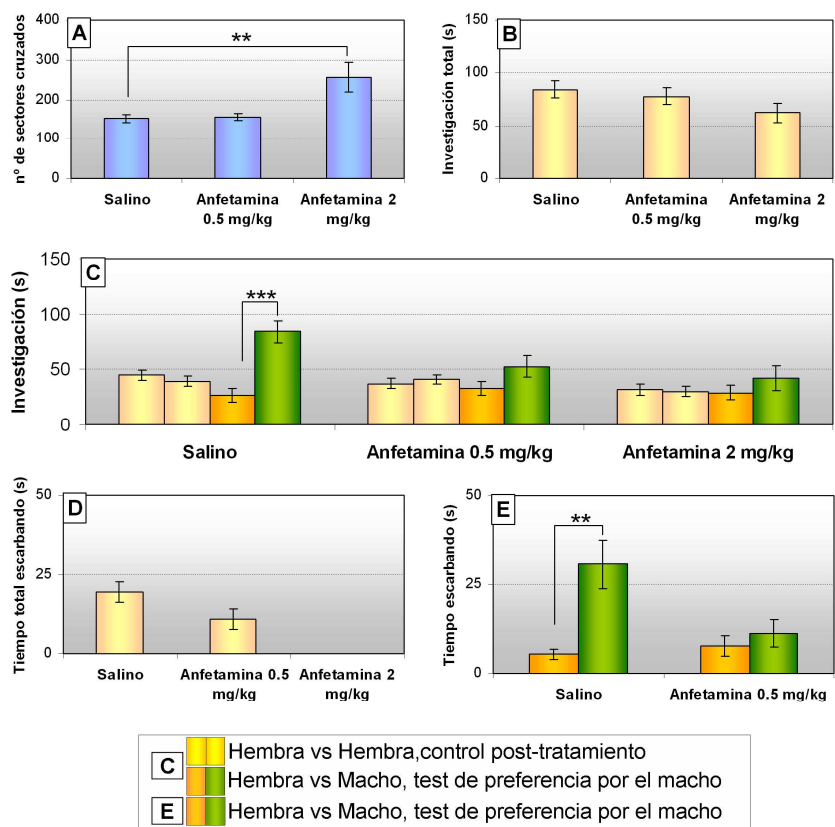 A
nº de sectores cruzados
400
300
200
100
0
**
Salino
Anfetamina
0.5 mg/kg
Anfetamina 2
mg/kg
B
Investigación total (s)
150
100
50
0
Salino
Anfetamina
0.5 mg/kg
Anfetamina 2
mg/kg
C
Investigación (s)
150
100
50
0
***
Salino
Anfetamina 0.5 mg/kg
Anfetamina 2 mg/kg
D
Tiempo total escarbando (s)
50
25
0
Salino
Anfetamina 0.5
mg/kg
Anfetamina 2
mg/kg
E
Tiempo escarbando (s)
50
25
0
**
Salino
Anfetamina 0.5 mg/kg
C
Hembra vs Hembra,control post-tratamiento
Hembra vs Macho, test de preferencia por el macho
E
Hembra vs Macho, test de preferencia por el macho